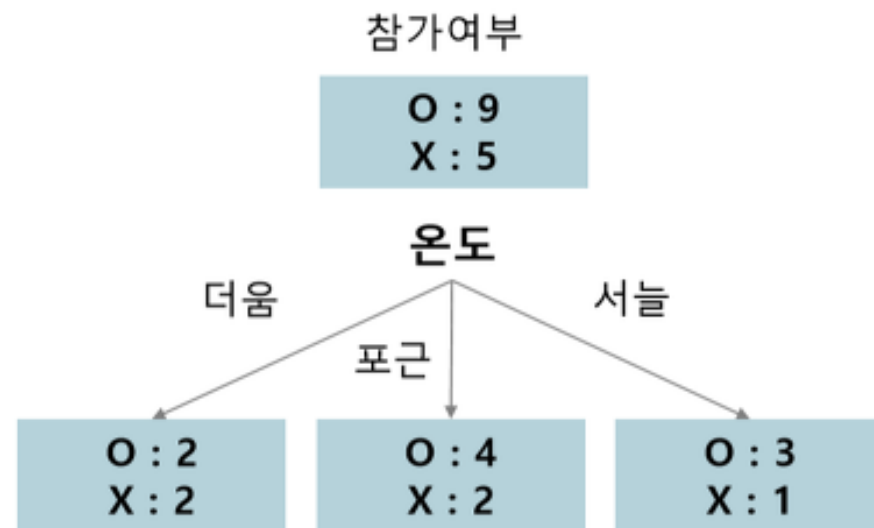 참가여부
O : 9
X : 5
온도
더움
포근
서늘
O : 2
X : 2
O : 4
X : 2
O : 3
X : 1